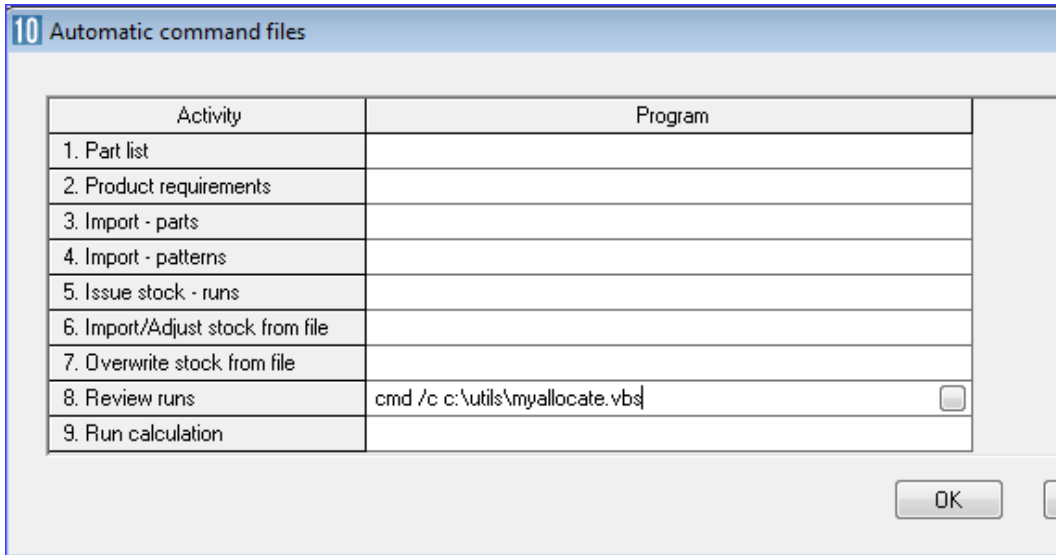 10 Automatic command files
Activity Program
1. Part list
2. Product requirements
3. Import - parts
4. Import - patterns
5. Issue stock - runs
6. Import/Adjust stock from file
7. Overwrite stock from file
8. Review runs cmd /c c:\utils\myallocate.vbs
9. Run calculation
OK